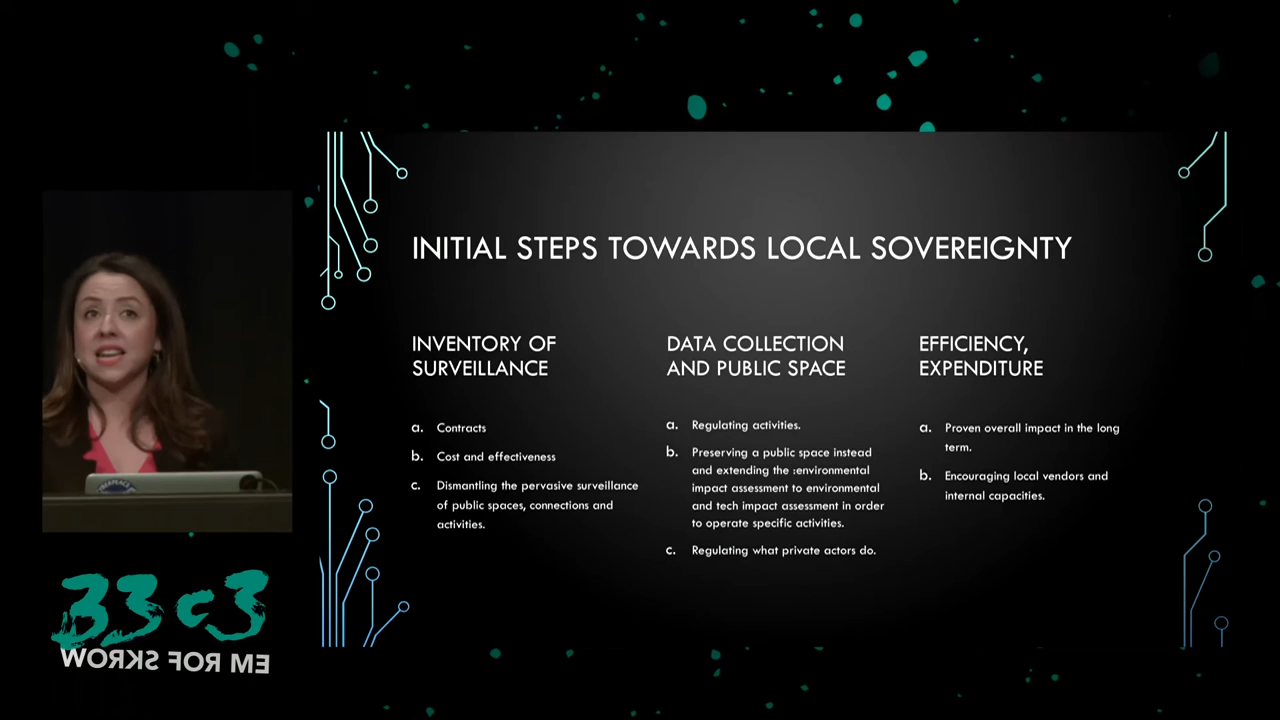 INITIAL STEPS TOWARDS LOCAL SOVEREIGNTY
INVENTORY OF
SURVEILLANCE
a. Contracts
b. Cost and effectiveness
c. Dismantling the pervasive surveillance
of public spaces, connections and
activities.
DATA COLLECTION
AND PUBLIC SPACE
a. Regulating activities.
b. Preserving a public space instead
and extending the :environmental
impact assessment to environmental
and tech impact assessment in order
to operate specific activities.
c. Regulating what private actors do.
EFFICIENCY,
EXPENDITURE
a. Proven overall impact in the long
term.
b. Encouraging local vendors and
internal capacities.
33c3
WORKS FOR ME